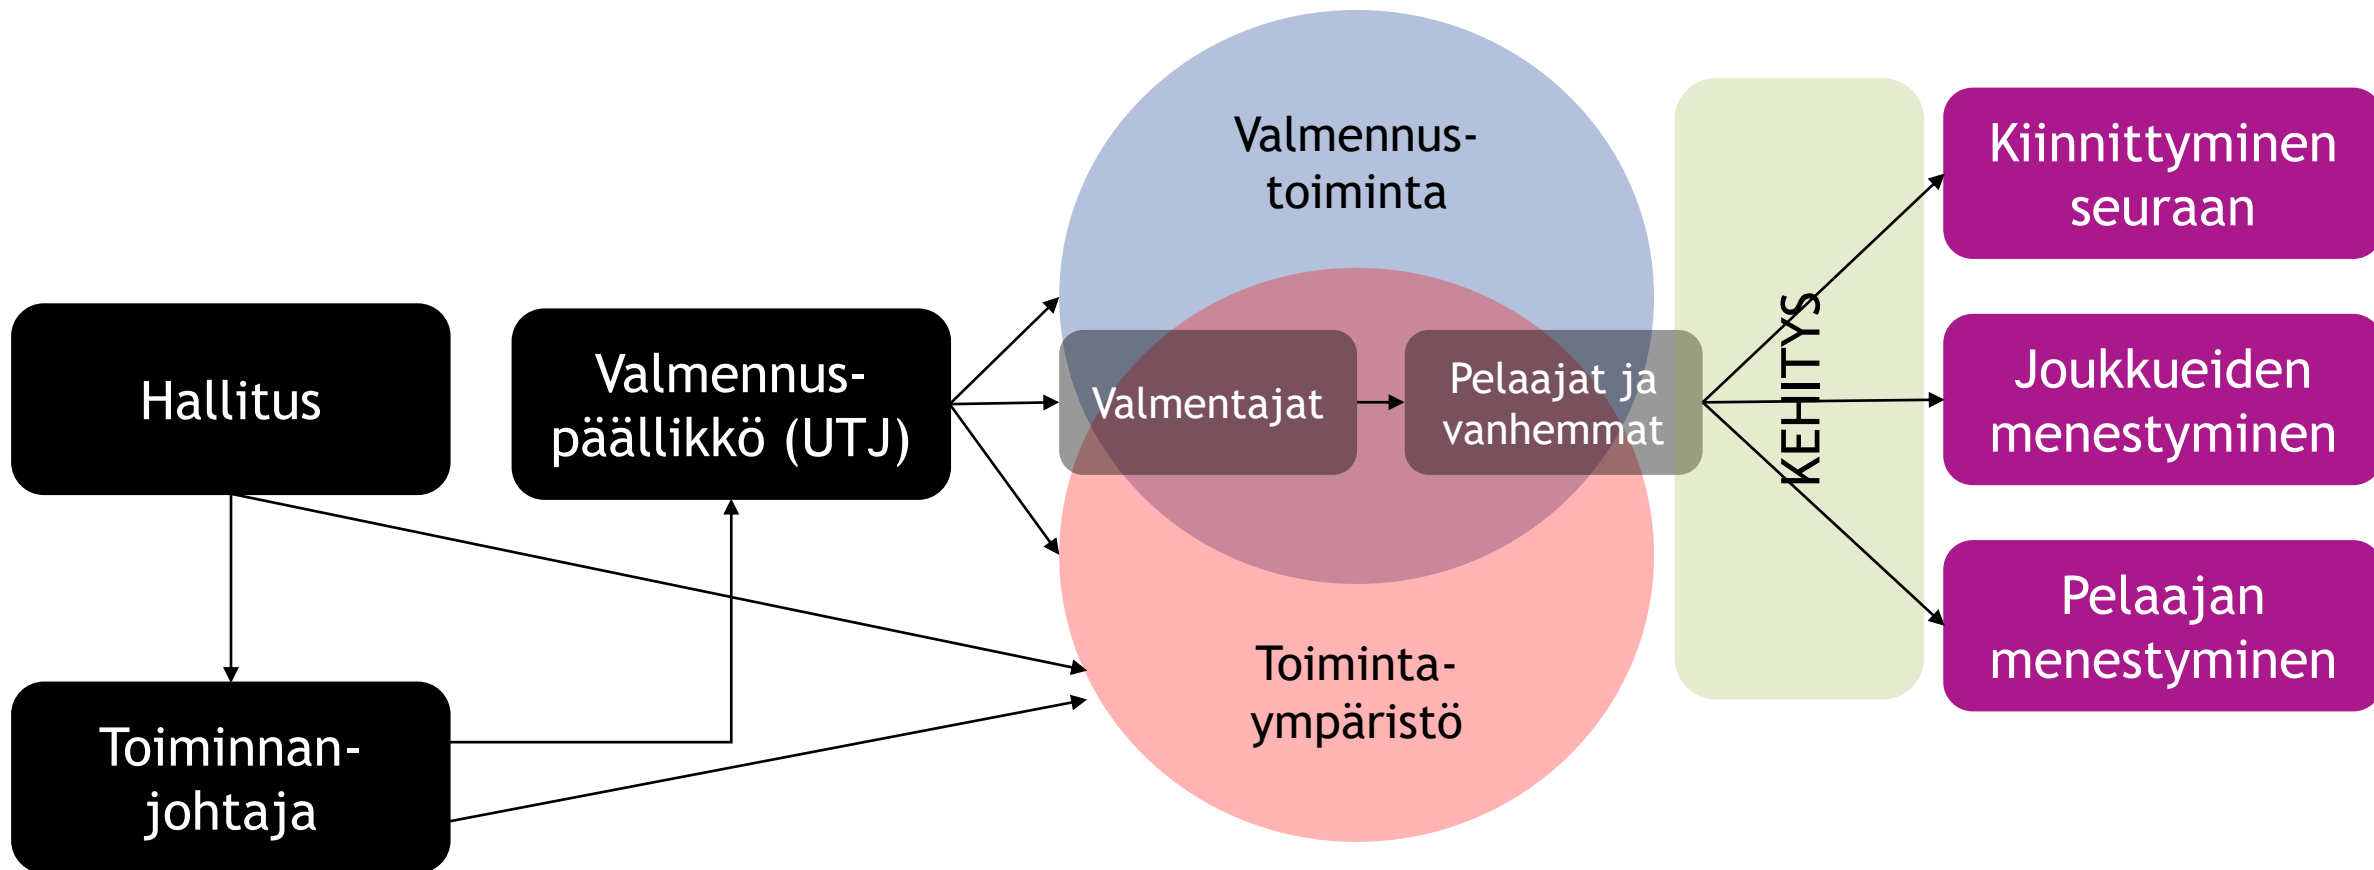 Hallitus
Toiminnan-
johtaja
Valmennus-
päällikkö (UTJ)
Valmennus-
toiminta
Valmentajat
Pelaajat ja
vanhemmat
Toiminta-
ympäristö
KEHITYS
Kiinnittyminen
seuraan
Joukkueiden
menestyminen
Pelaajan
menestyminen